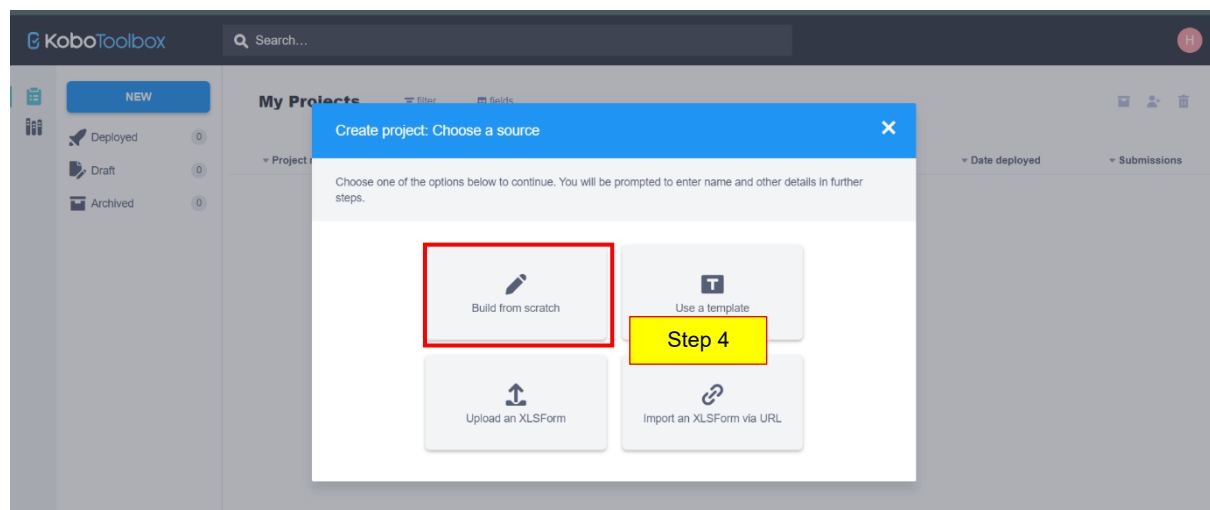 KoboToolbox
Search...
H
NEW
Deployed 0
Draft 0
Archived 0
My Projects
filter
fields
Project
Date deployed
Submissions
Create project: Choose a source
Choose one of the options below to continue. You will be prompted to enter name and other details in further
steps.
Build from scratch
T
Use a template
Step 4
Upload an XLSForm
Import an XLSForm via URL